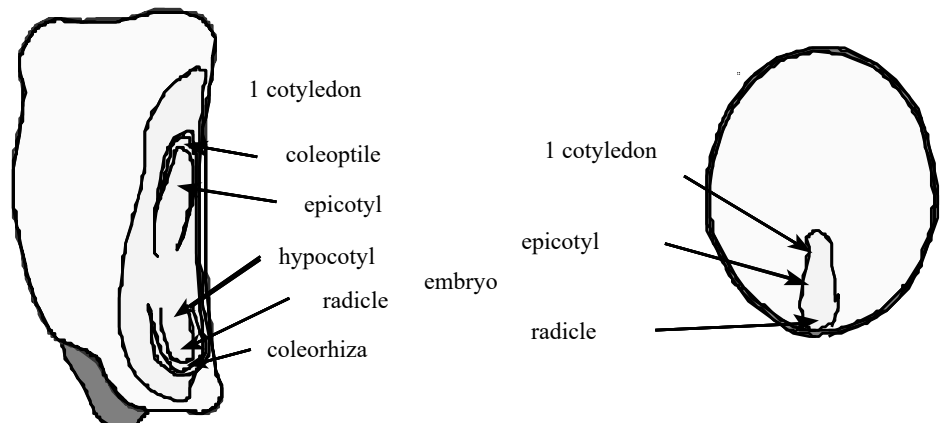 1 cotyledon
coleoptile
epicotyl
hypocotyl
radicle
coleorhiza
embryo
1 cotyledon
epicotyl
radicle